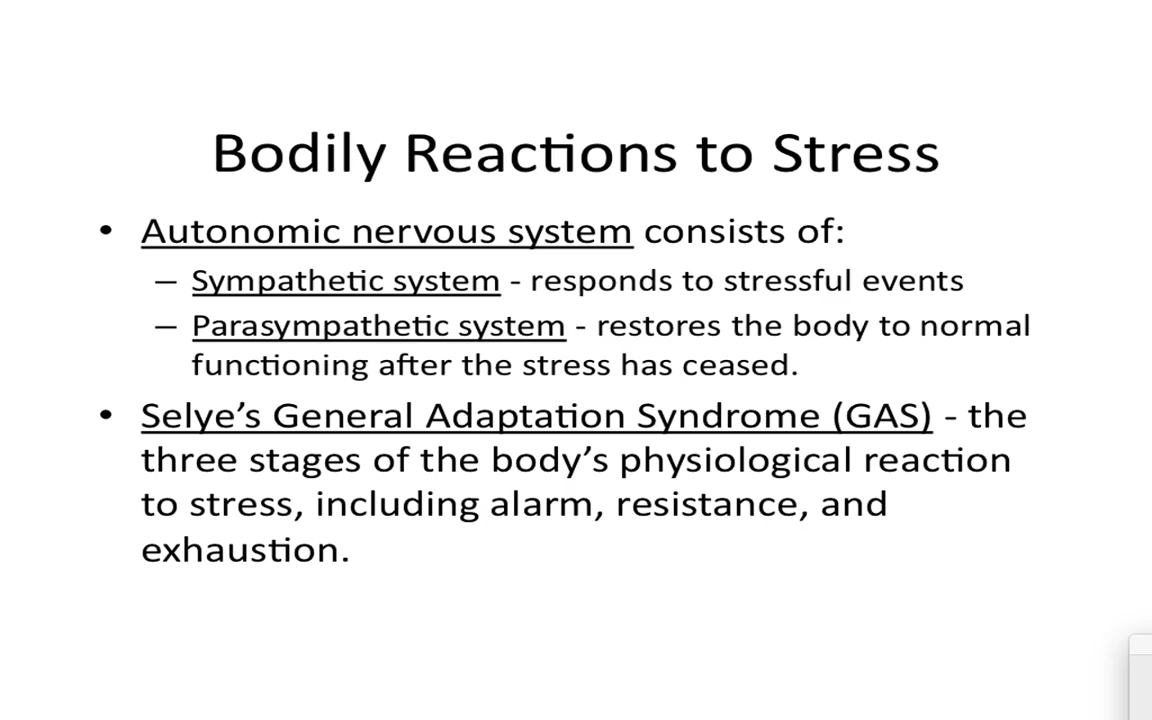 Bodily Reactions to Stress
• Autonomic nervous system consists of:
– Sympathetic system - responds to stressful events
– Parasympathetic system - restores the body to normal
functioning after the stress has ceased.
• Selye’s General Adaptation Syndrome (GAS) - the
three stages of the body’s physiological reaction
to stress, including alarm, resistance, and
exhaustion.